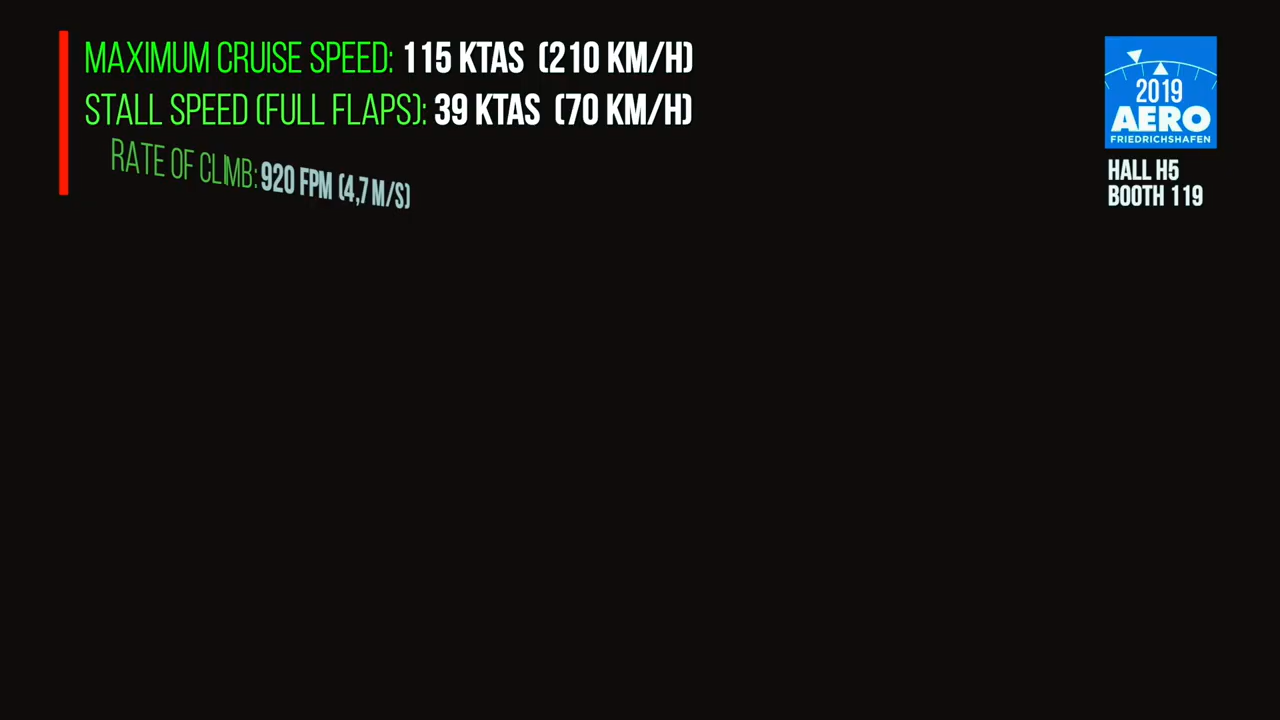 MAXIMUM CRUISE SPEED: 115 KTAS (210 KM/H)
STALL SPEED (FULL FLAPS): 39 KTAS (70 KM/H)
RATE OF CLIMB: 920 FPM (4,7 M/S)
2019
AERO
FRIEDRICHSHAFEN
HALL H5
BOOTH 119